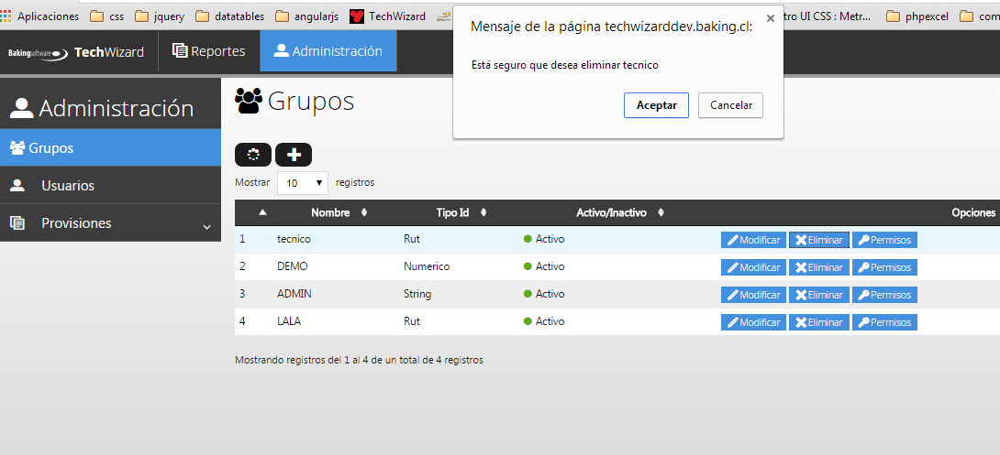 Aplicaciones css jquery datatables angularjs TechWizard tro UI CSS : Metr... phpexcel com
Mensaje de la página techwizarddev.baking.cl:
Está seguro que desea eliminar tecnico
Aceptar Cancelar
Bakingsoftware TechWizard Reportes Administración
Administración
Grupos
Usuarios
Provisiones
Grupos
Mostrar 10 registros
Nombre Tipo Id Activo/Inactivo Opciones
1 tecnico Rut Activo Modificar Eliminar Permisos
2 DEMO Numerico Activo Modificar Eliminar Permisos
3 ADMIN String Activo Modificar Eliminar Permisos
4 LALA Rut Activo Modificar Eliminar Permisos
Mostrando registros del 1 al 4 de un total de 4 registros